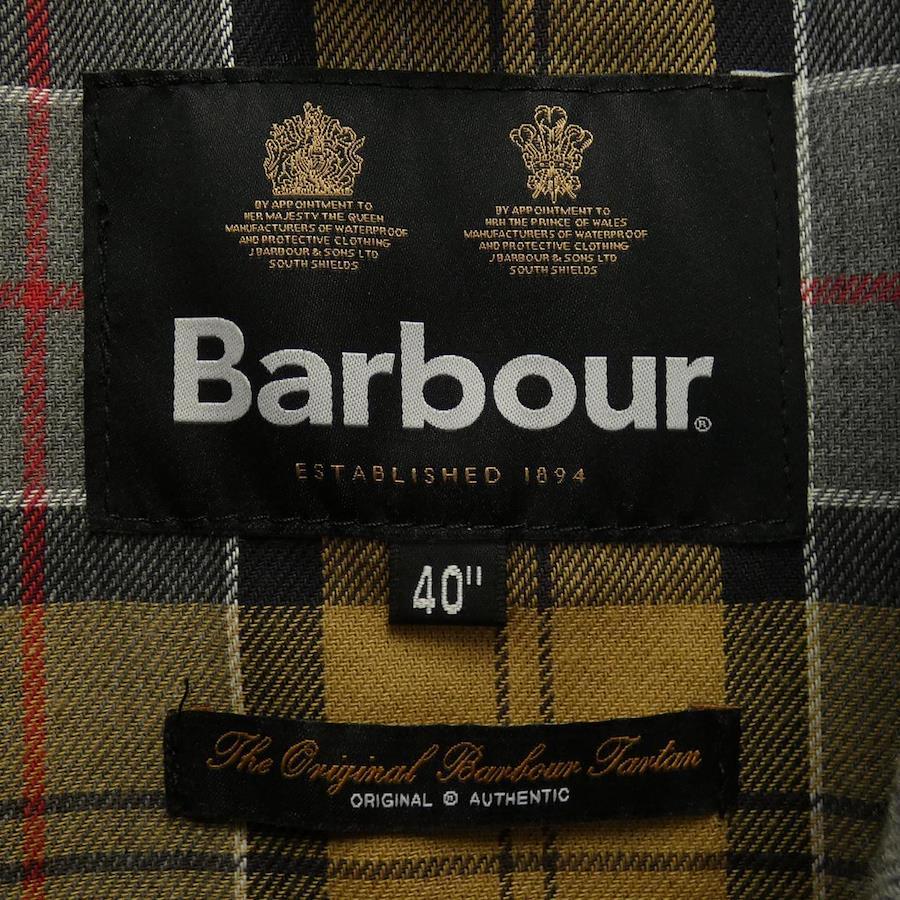 BY APPOINTMENT TO
HER MAJESTY THE QUEEN
MANUFACTURERS OF WATERPROOF
AND PROTECTIVE CLOTHING
J BARBOUR & SONS LTD
SOUTH SHIELDS
BY APPOINTMENT TO
HRH THE PRINCE OF WALES
MANUFACTURERS OF WATERPROOF
AND PROTECTIVE CLOTHING
J BARBOUR & SONS LTD
SOUTH SHIELDS
Barbour®
ESTABLISHED 1894
40"
The Original Barbour Tartan
ORIGINAL ® AUTHENTIC